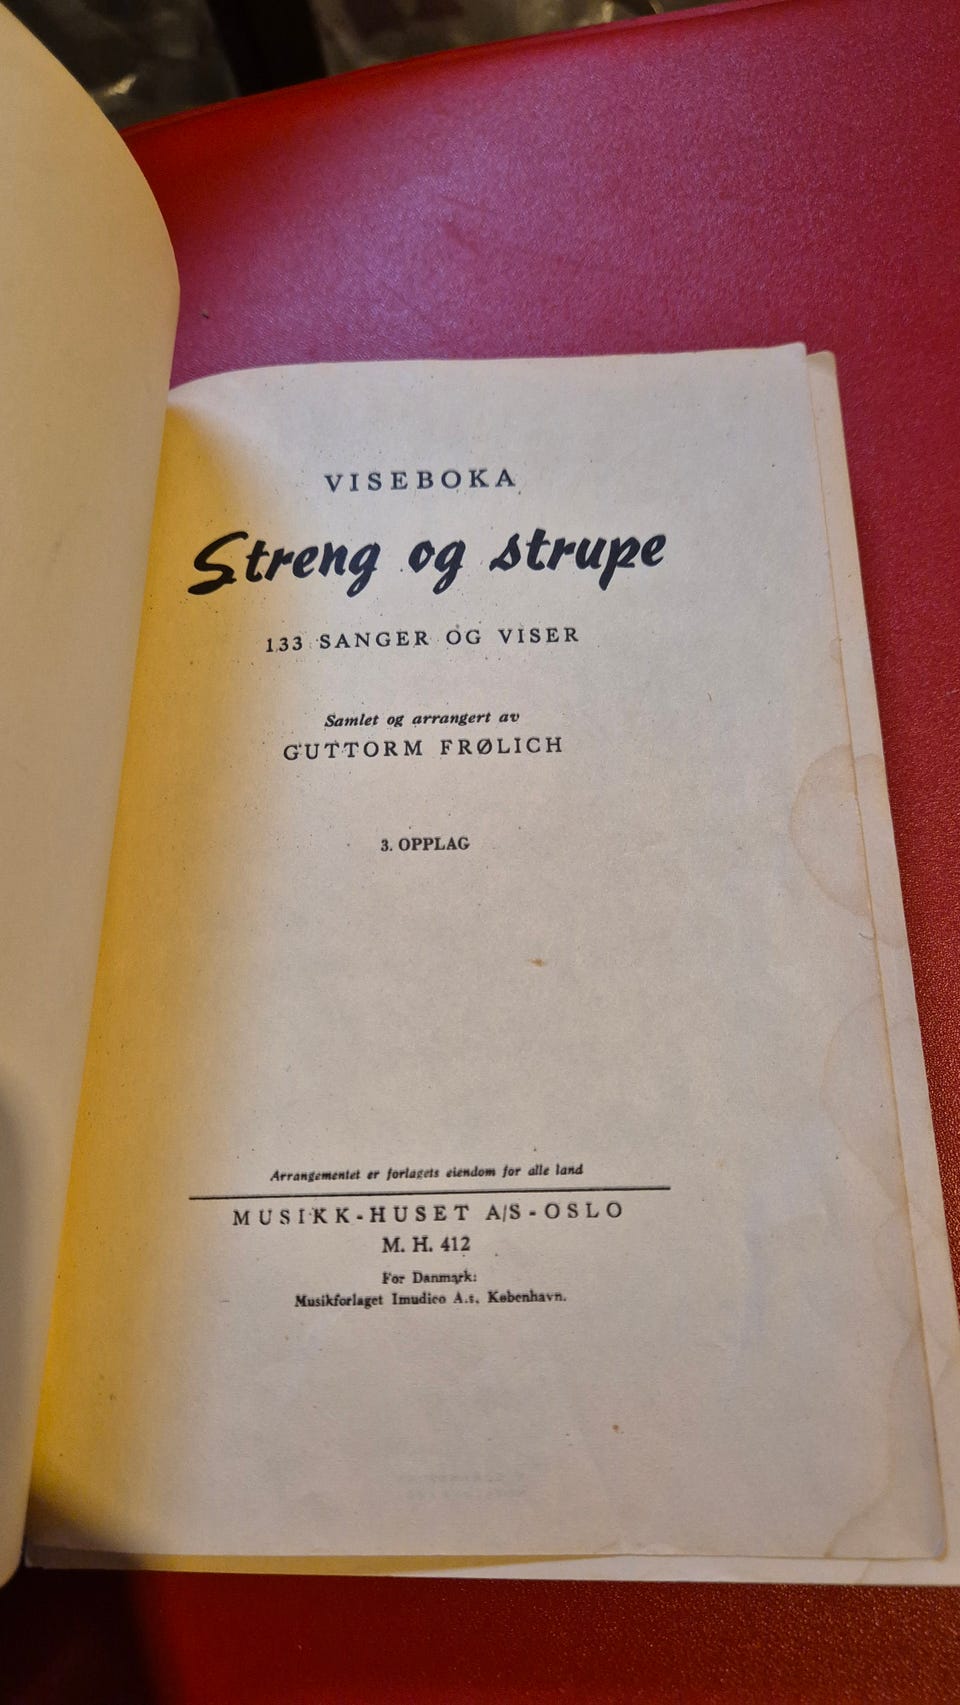 VISEBOKA
Streng og strupe
133 SANGER OG VISER
Samlet og arrangert av
GUTTORM FRØLICH
3. OPPLAG
Arrangementet er forlagets eiendom for alle land
MUSIKK-HUSET A/S - OSLO
M. H. 412
For Danmark:
Musikforlaget Imudico A.s, København.